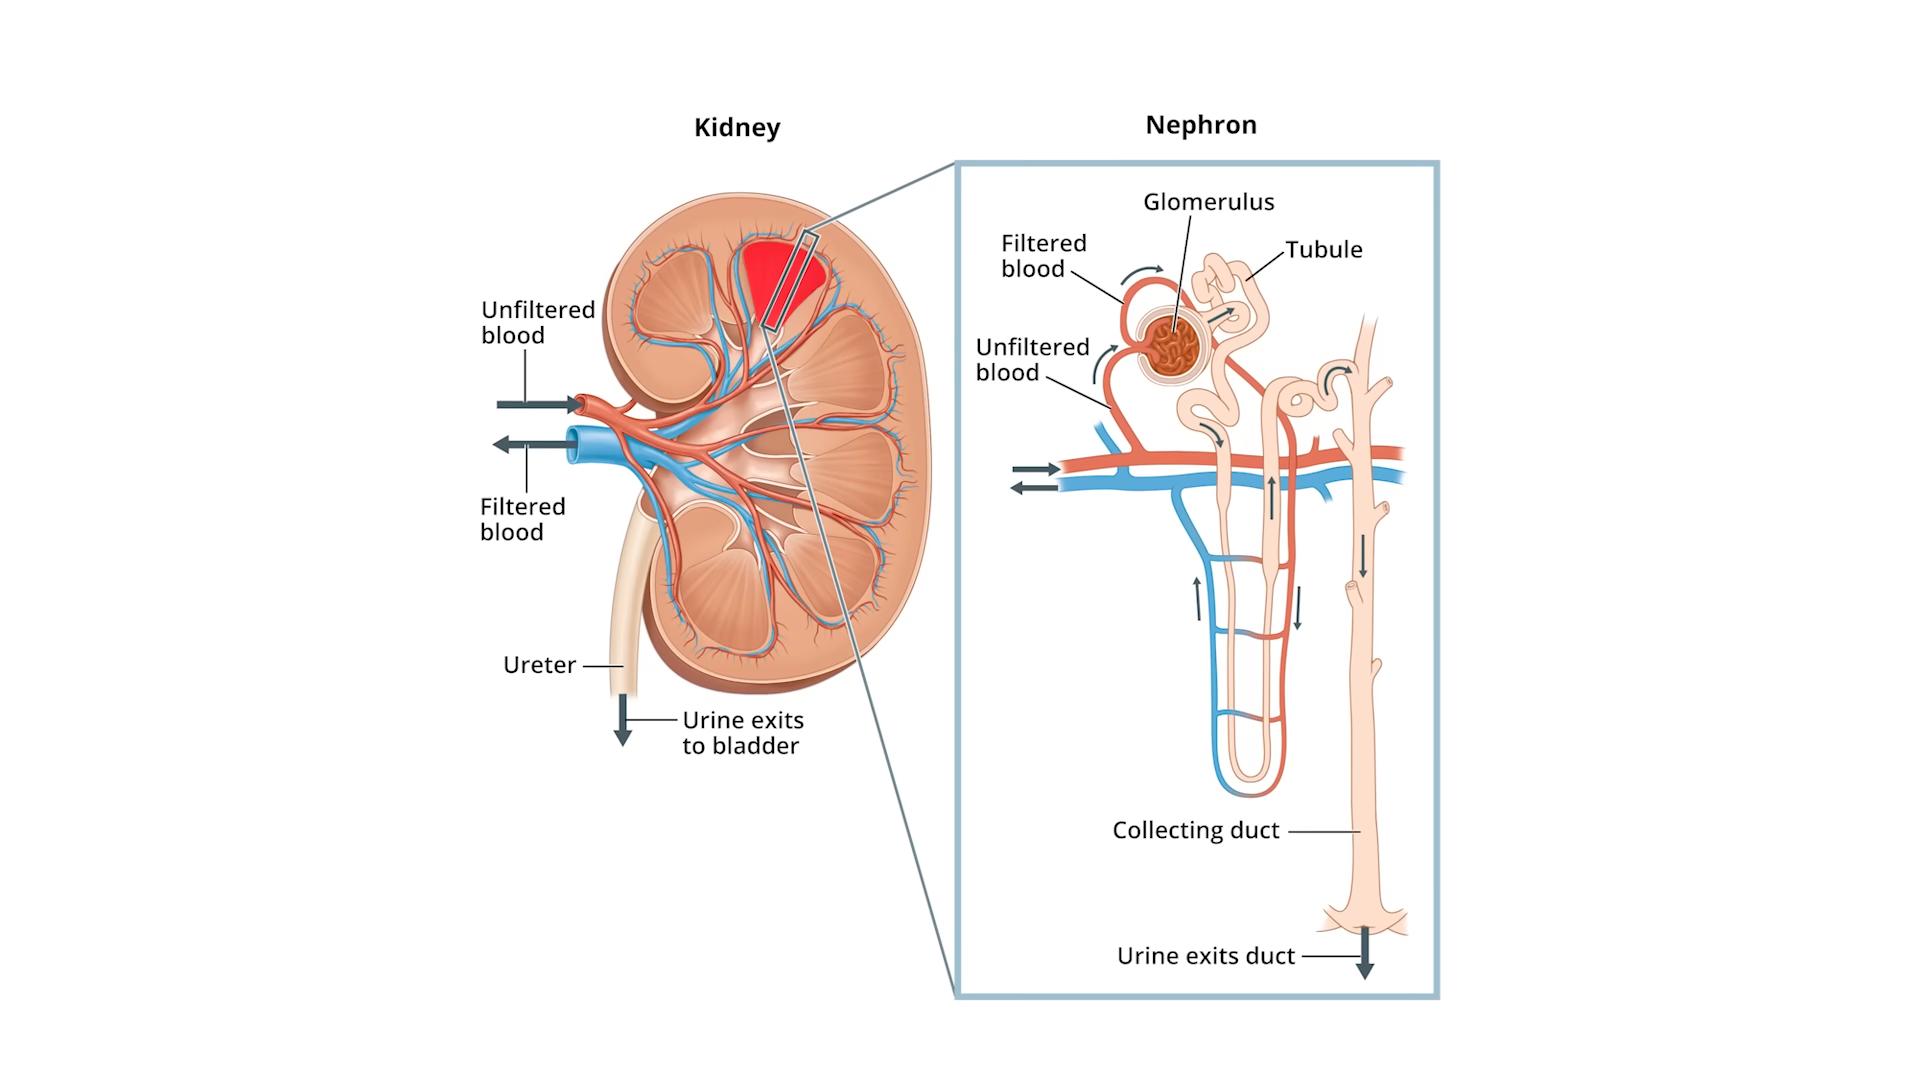 Kidney
Unfiltered
blood
Filtered
blood
Ureter
Urine exits
to bladder
Nephron
Glomerulus
Filtered
blood
Tubule
Unfiltered
blood
Collecting duct
Urine exits duct